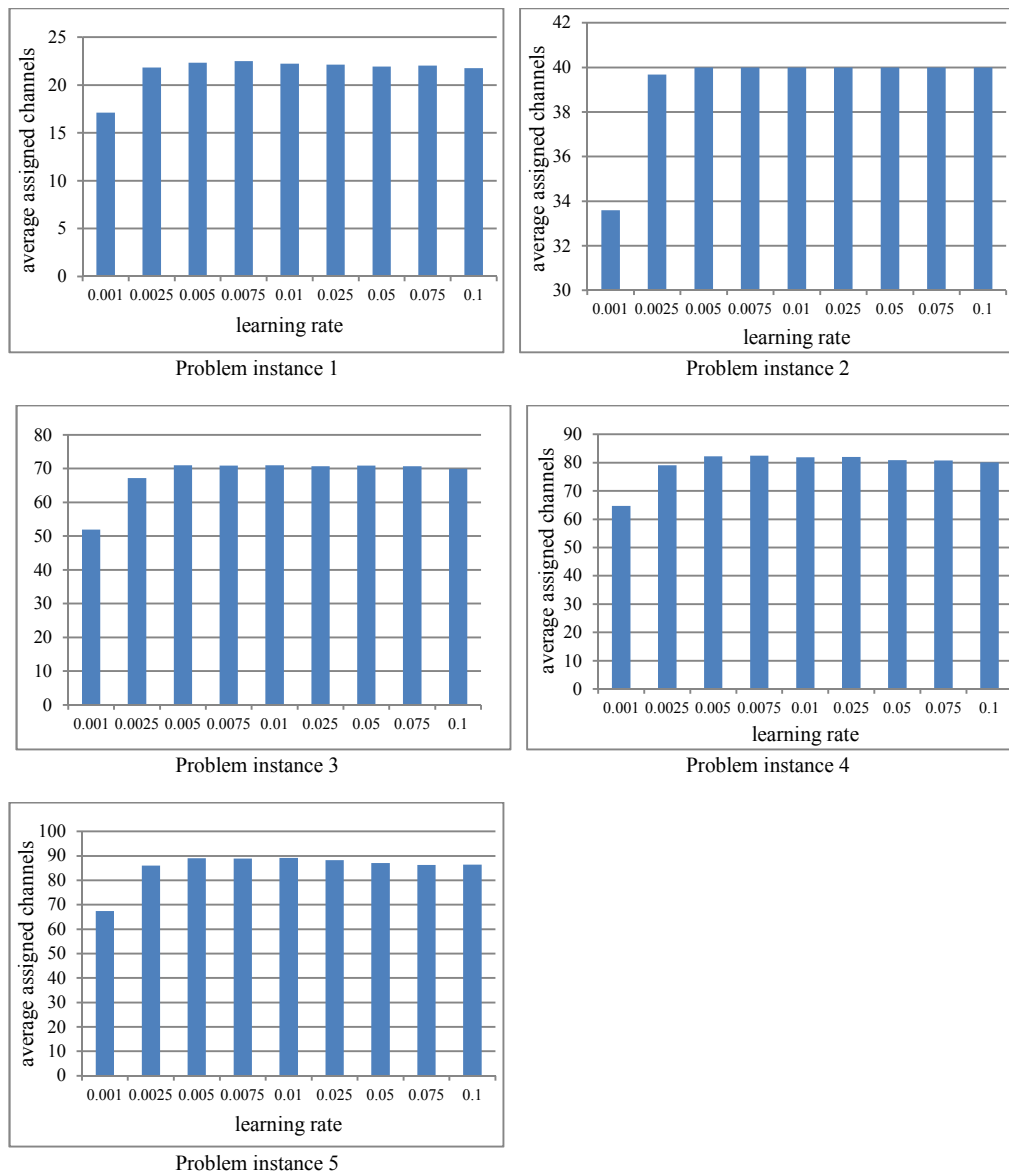 25
20
15
10
5
0
average assigned channels
0.001 0.0025 0.005 0.0075 0.01 0.025 0.05 0.075 0.1
learning rate
Problem instance 1
42
40
38
36
34
32
30
average assigned channels
0.001 0.0025 0.005 0.0075 0.01 0.025 0.05 0.075 0.1
learning rate
Problem instance 2
80
70
60
50
40
30
20
10
0
0.001 0.0025 0.005 0.0075 0.01 0.025 0.05 0.075 0.1
Problem instance 3
90
80
70
60
50
40
30
20
10
0
average assigned channels
0.001 0.0025 0.005 0.0075 0.01 0.025 0.05 0.075 0.1
learning rate
Problem instance 4
100
90
80
70
60
50
40
30
20
10
0
average assigned channels
0.001 0.0025 0.005 0.0075 0.01 0.025 0.05 0.075 0.1
learning rate
Problem instance 5